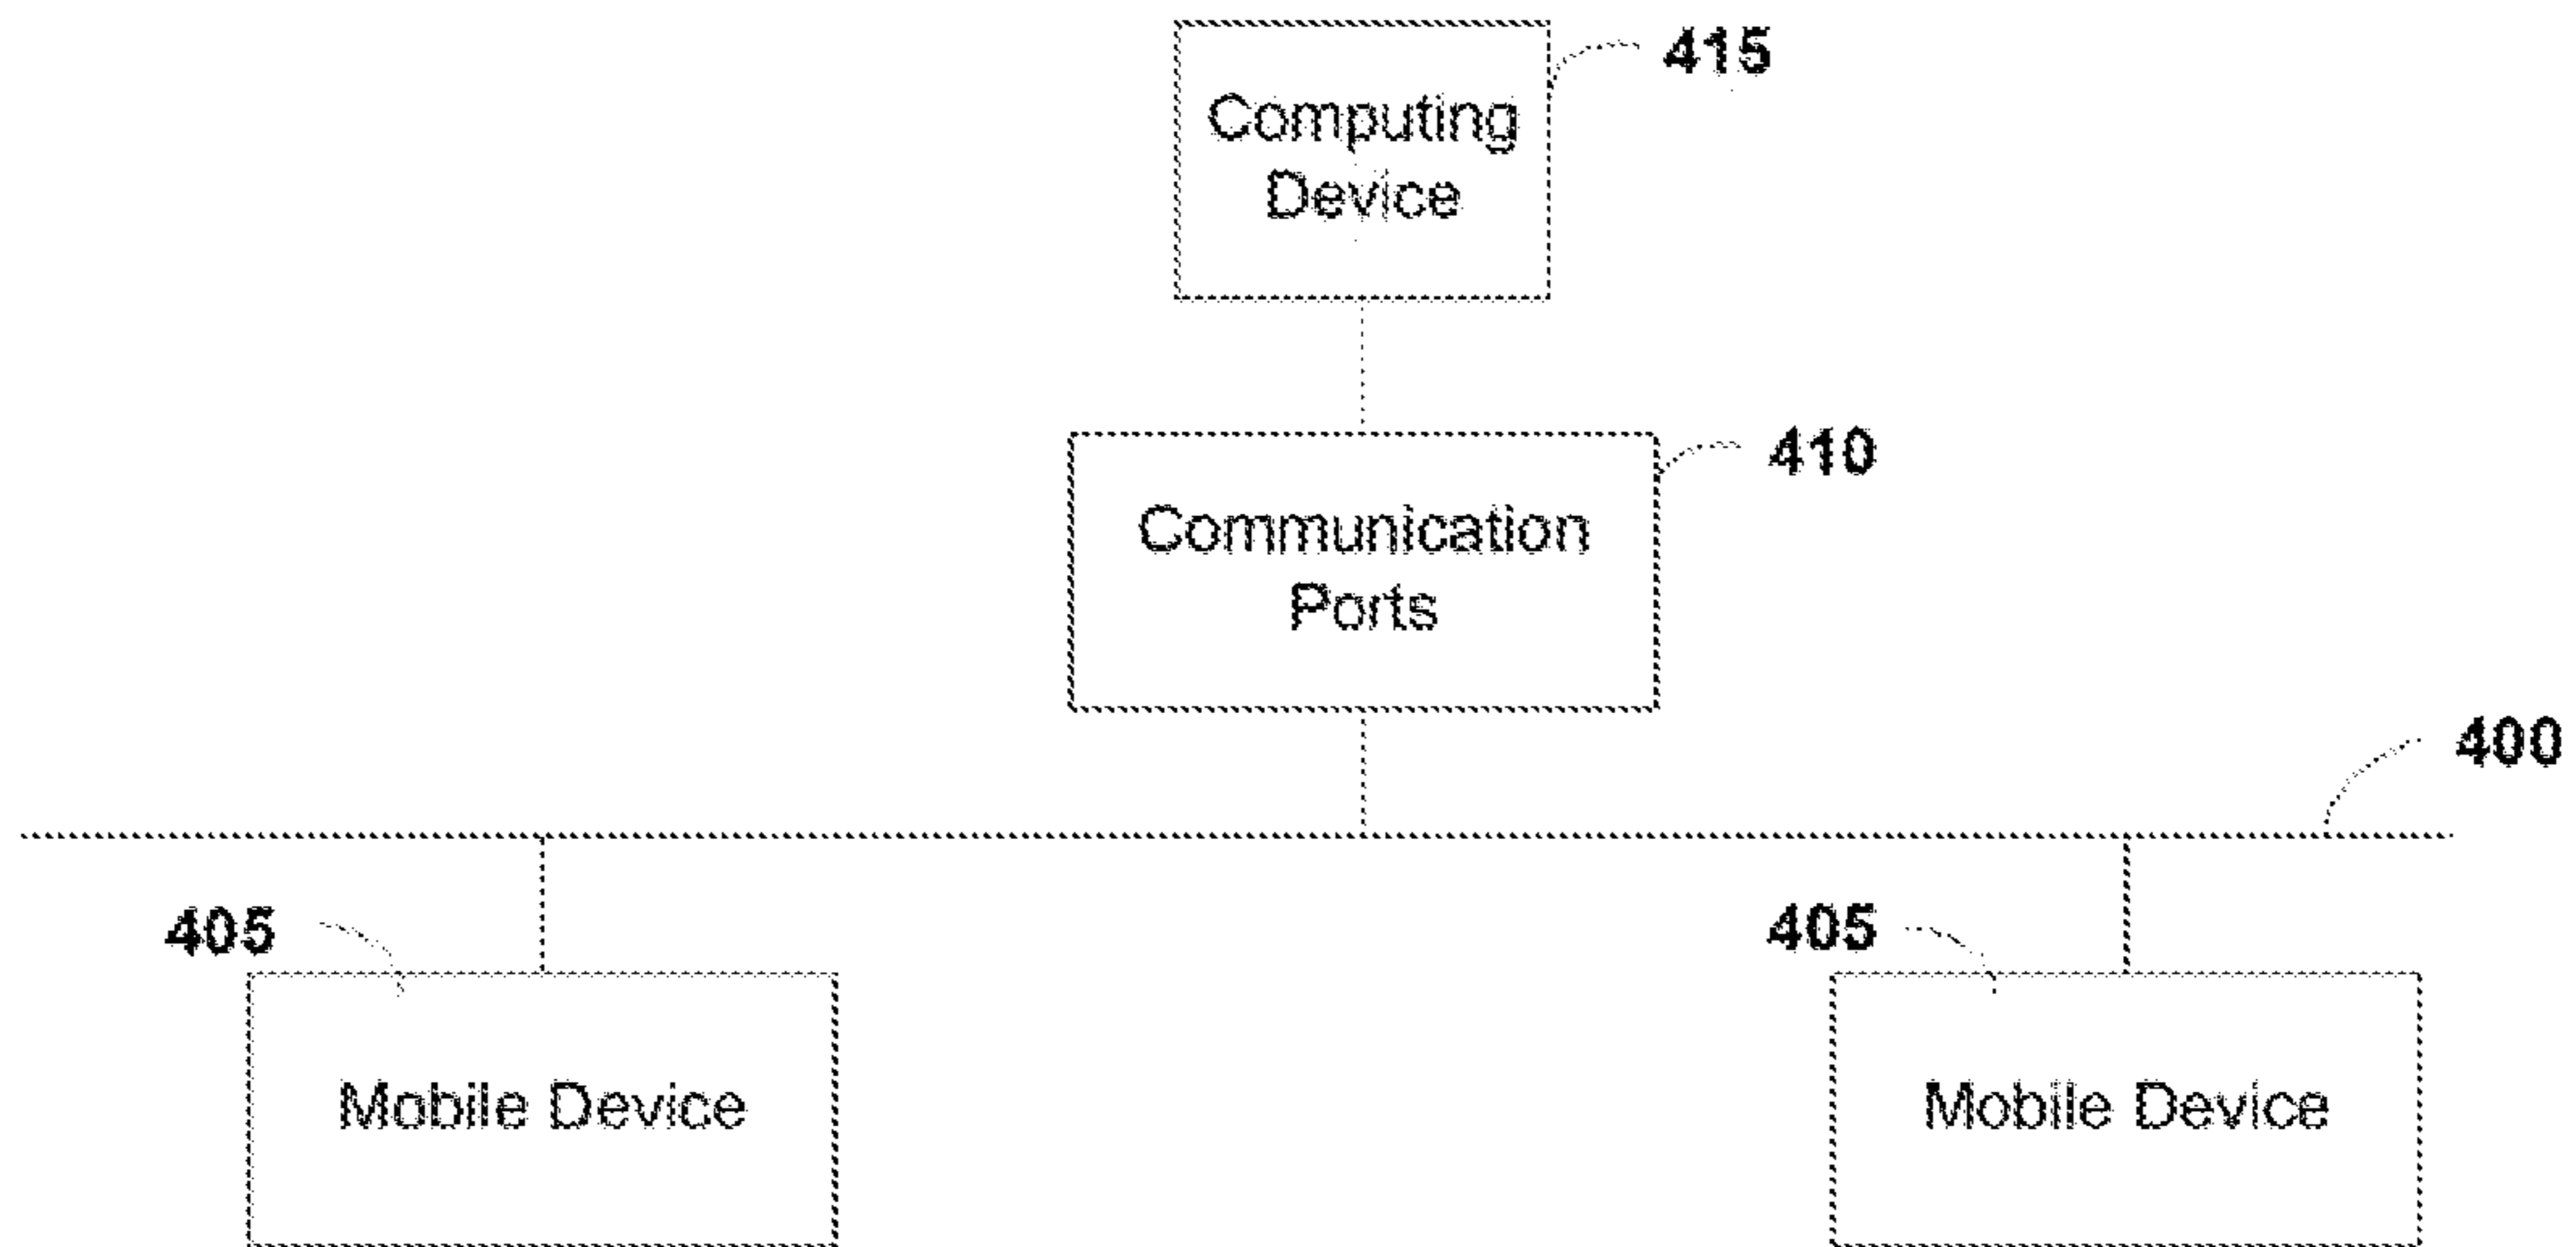 415
Computing
Device
410
Communication
Ports
400
405
405
Mobile Device
Mobile Device